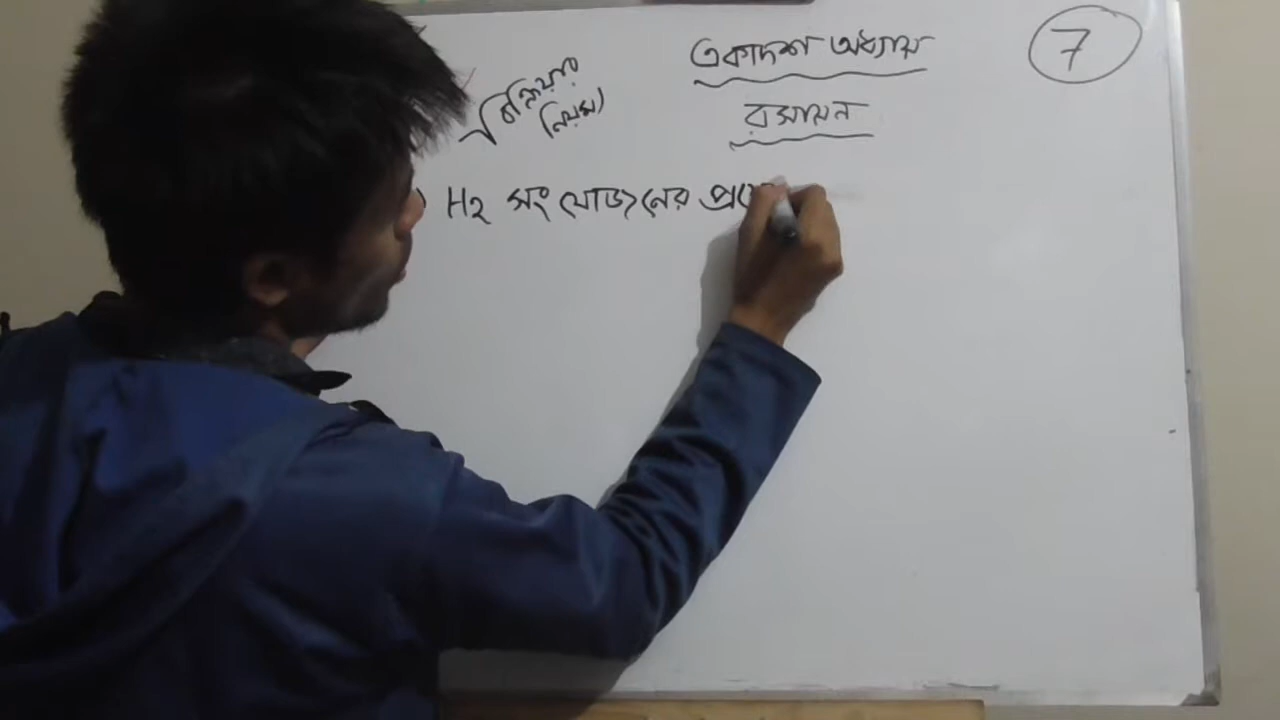 একাদশ অধ্যায়
7
রসায়ন
বিক্রিয়ার
নিয়ম)
) H2 সংযোজনের